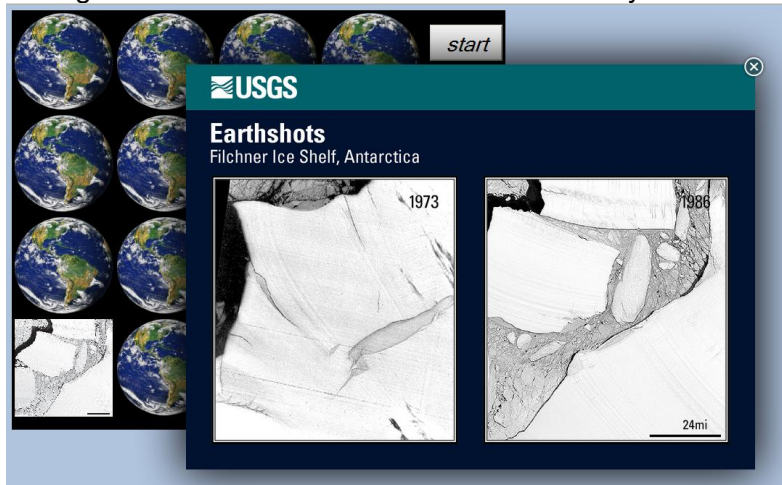 start
USGS
Earthshots
Filchner Ice Shelf, Antarctica
1973
1986
24mi